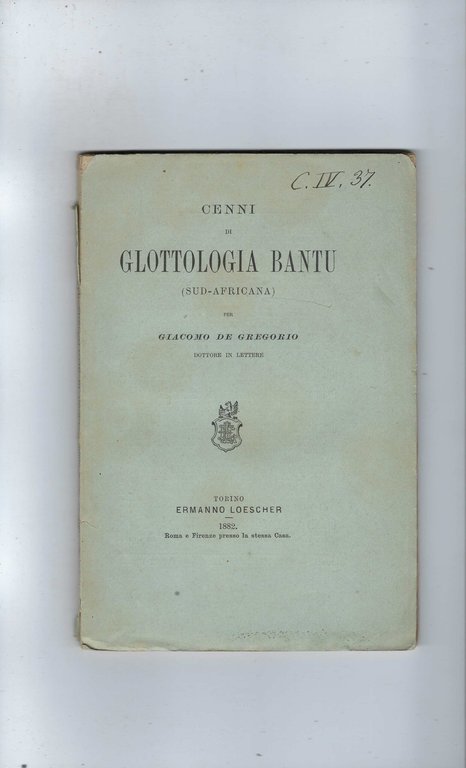 C. IV. 37.
CENNI
DI
GLOTTOLOGIA BANTU
(SUD-AFRICANA)
PER
GIACOMO DE GREGORIO
DOTTORE IN LETTERE
TORINO
ERMANNO LOESCHER
1882.
Roma e Firenze presso la stessa Casa.